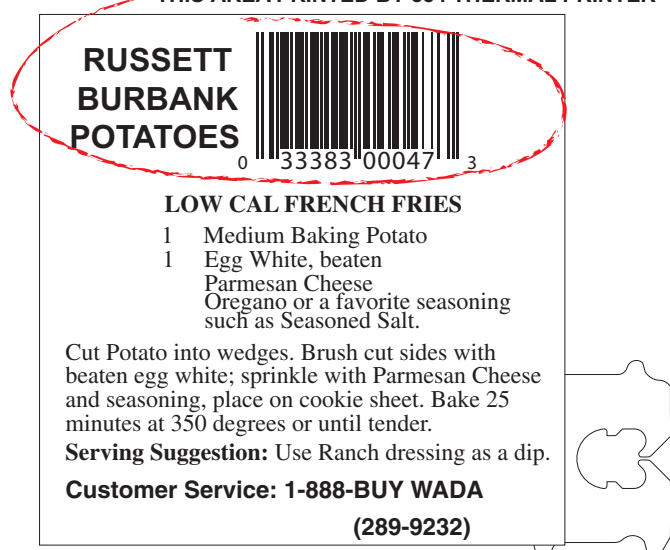 RUSSETT
BURBANK
POTATOES
0 33383 00047 3
LOW CAL FRENCH FRIES
1 Medium Baking Potato
1 Egg White, beaten
Parmesan Cheese
Oregano or a favorite seasoning
such as Seasoned Salt.
Cut Potato into wedges. Brush cut sides with
beaten egg white; sprinkle with Parmesan Cheese
and seasoning, place on cookie sheet. Bake 25
minutes at 350 degrees or until tender.
Serving Suggestion: Use Ranch dressing as a dip.
Customer Service: 1-888-BUY WADA
(289-9232)